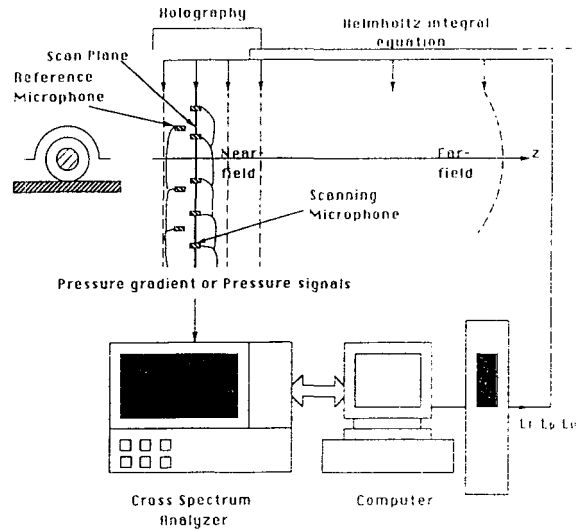 Holography
Helmholtz integral
equation
Scan Plane
Reference
Microphone
Near-
field
Far-
field
z
Scanning
Microphone
Pressure gradient or Pressure signals
Cross Spectrum
Analyzer
Computer